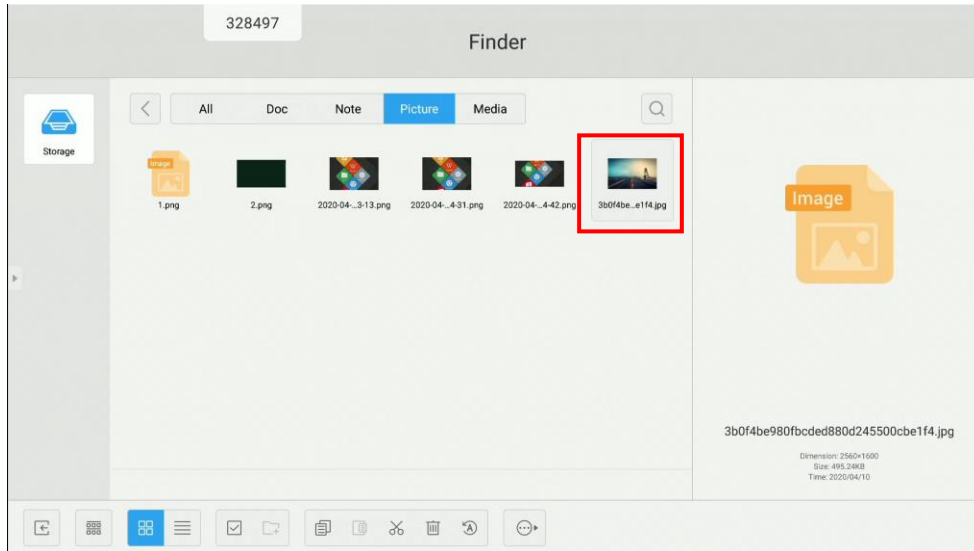 328497
Finder
All Doc Note Picture Media
Storage
Image
1.png 2.png 2020-04-...3-13.png 2020-04-...4-31.png 2020-04-...4-42.png 3b0f4be...e1f4.jpg
Image
3b0f4be980fbcded880d245500cbe1f4.jpg
Dimension: 2560×1600
Size: 495.24KB
Time: 2020/04/10
A